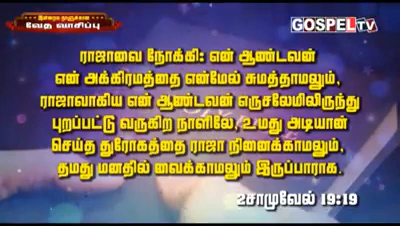 இன்றைய நாளுக்கான
வேத வாசிப்பு
GOSPEL TV
ராஜாவை நோக்கி: என் ஆண்டவன்
என் அக்கிரமத்தை என்மேல் சுமத்தாமலும்,
ராஜாவாகிய என் ஆண்டவன் எருசலேமிலிருந்து
புறப்பட்டு வருகிற நாளிலே, உமது அடியான்
செய்த துரோகத்தை ராஜா நினைக்காமலும்,
தமது மனதில் வைக்காமலும் இருப்பாராக.
2சாமுவேல் 19:19